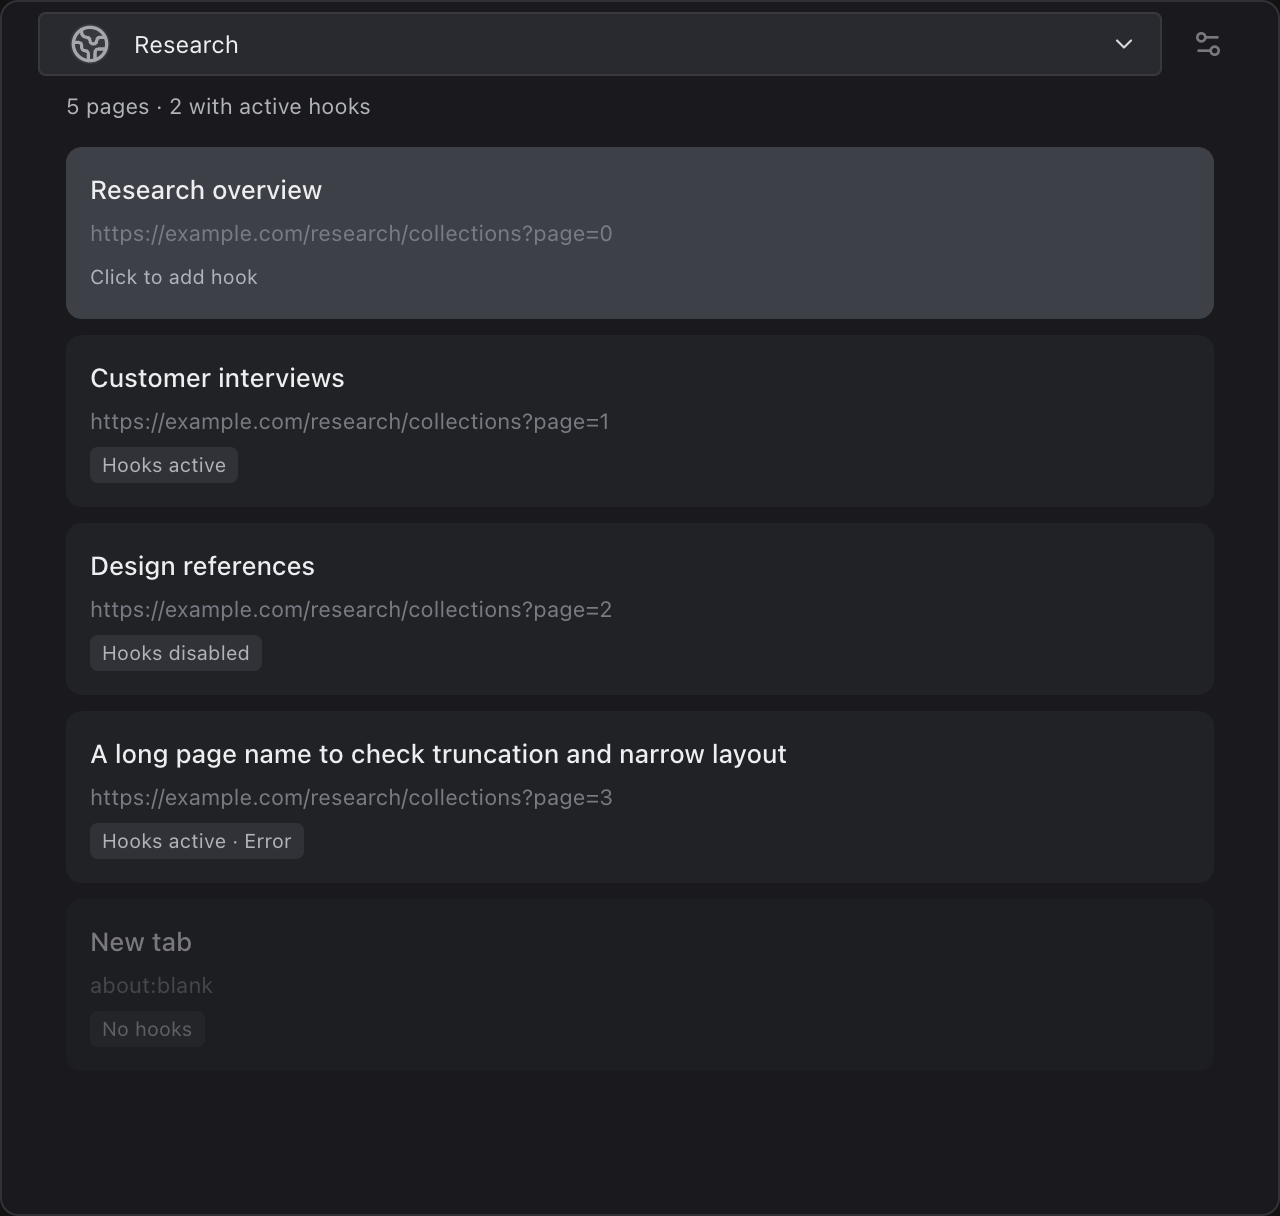 Research
5 pages · 2 with active hooks
Research overview
https://example.com/research/collections?page=0
Click to add hook
Customer interviews
https://example.com/research/collections?page=1
Hooks active
Design references
https://example.com/research/collections?page=2
Hooks disabled
A long page name to check truncation and narrow layout
https://example.com/research/collections?page=3
Hooks active · Error
New tab
about:blank
No hooks